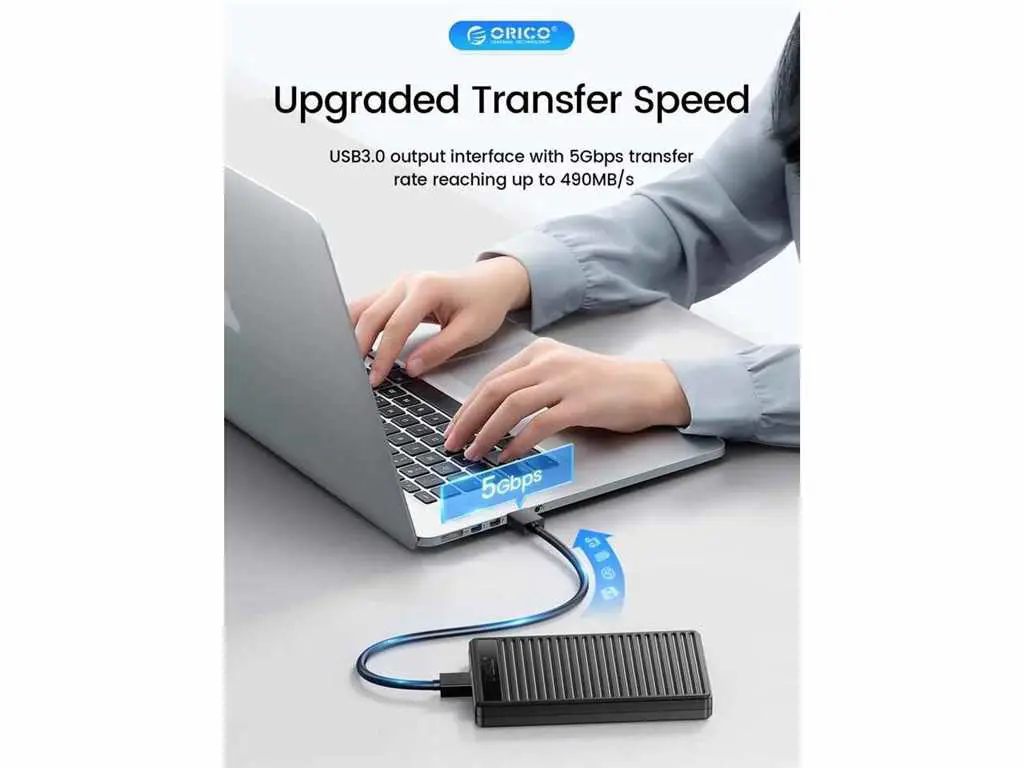 ORICO
Upgraded Transfer Speed
USB3.0 output interface with 5Gbps transfer
rate reaching up to 490MB/s
5Gbps